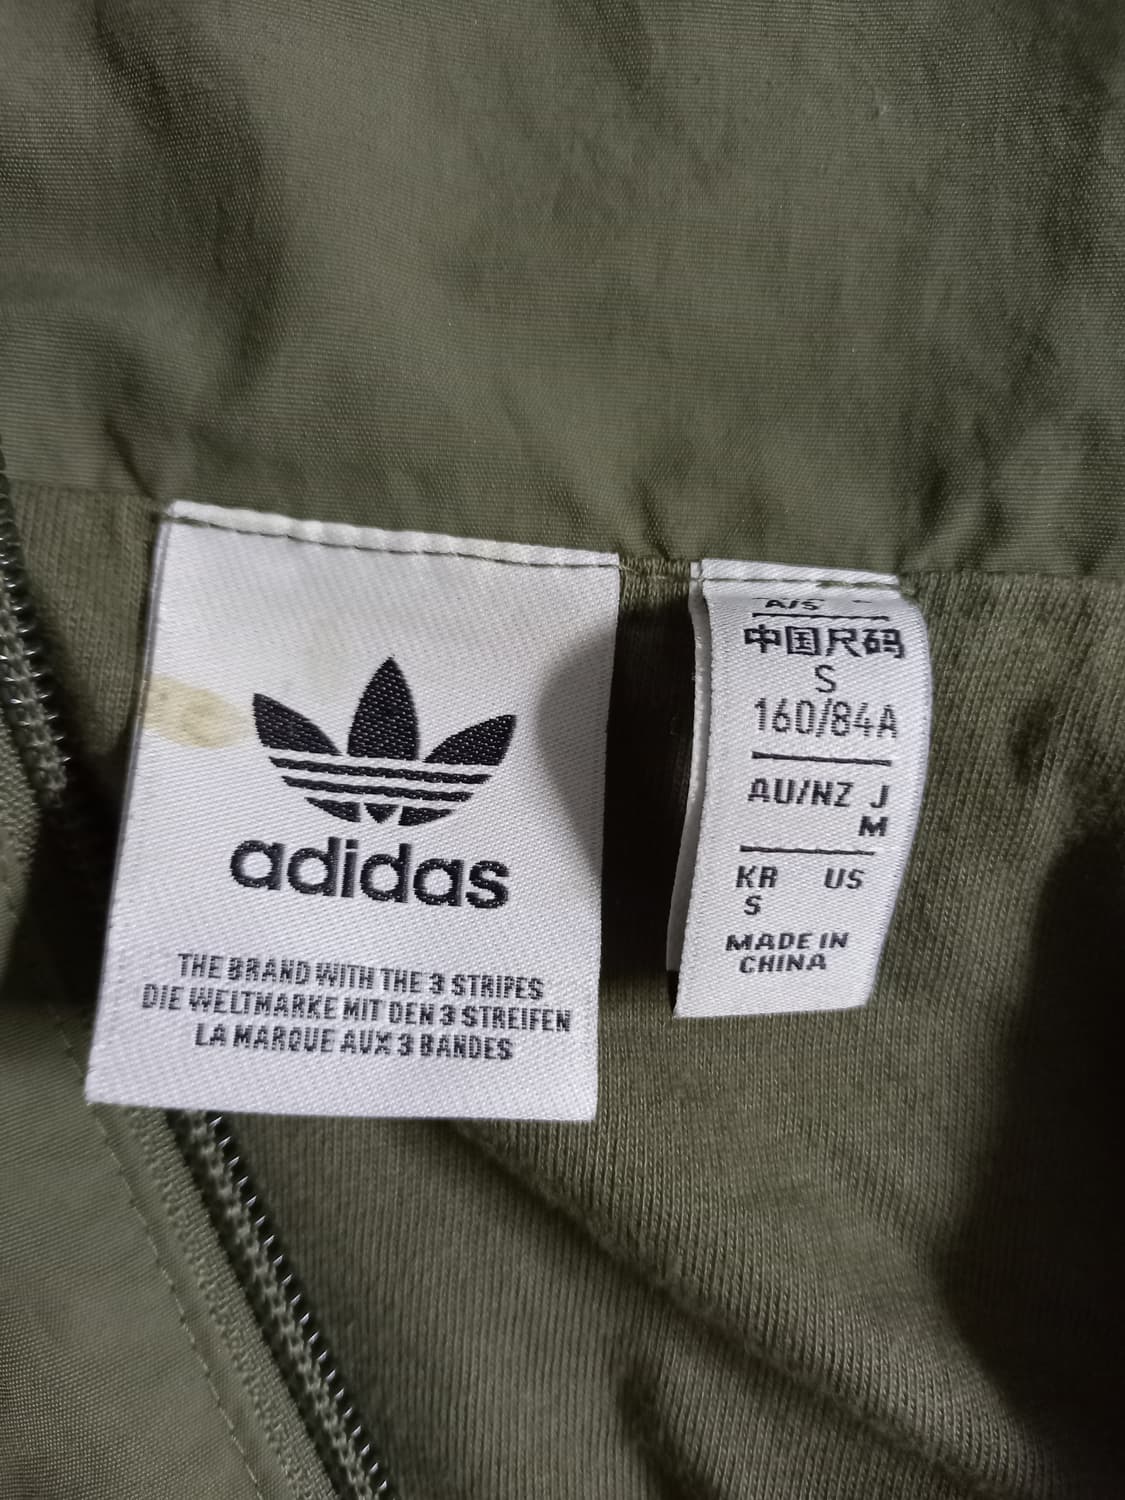 adidas
THE BRAND WITH THE 3 STRIPES
DIE WELTMARKE MIT DEN 3 STREIFEN
LA MARQUE AUX 3 BANDES
A/S
中国尺码
S
160/84A
AU/NZ J
M
KR US
S
MADE IN
CHINA